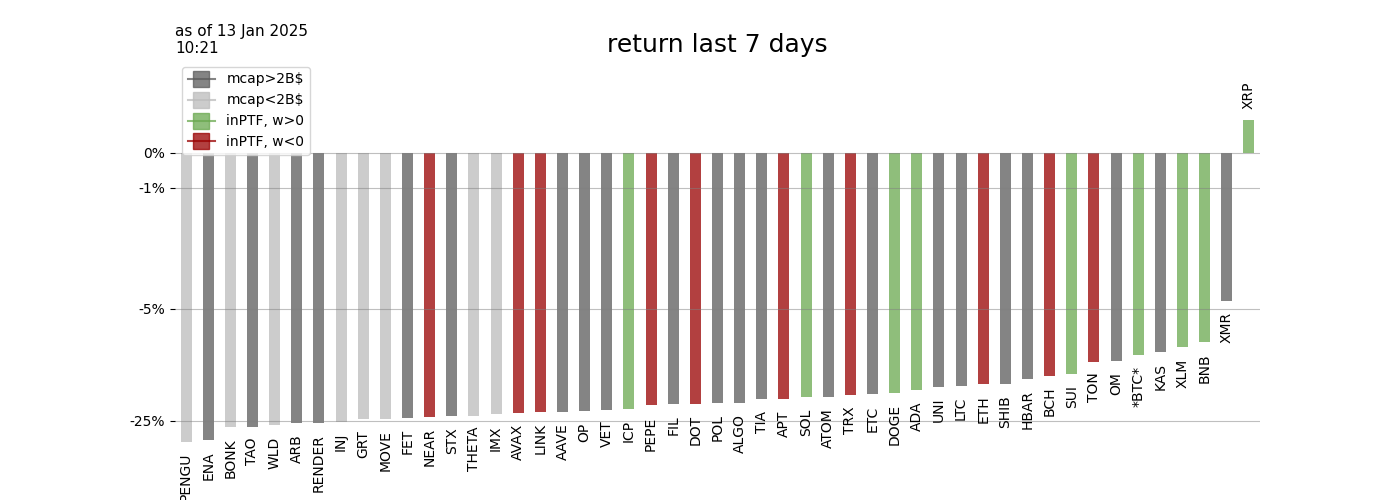 as of 13 Jan 2025
10:21
return last 7 days
mcap>2B$
mcap<2B$
inPTF, w>0
inPTF, w<0
0%
-1%
-5%
-25%
PENGU
ENA
BONK
TAO
WLD
ARB
RENDER
INJ
GRT
MOVE
FET
NEAR
STX
THETA
IMX
AVAX
LINK
AAVE
OP
VET
ICP
PEPE
FIL
DOT
POL
ALGO
TIA
APT
SOL
ATOM
TRX
ETC
DOGE
ADA
UNI
LTC
ETH
SHIB
HBAR
BCH
SUI
TON
OM
*BTC*
KAS
XLM
BNB
XMR
XRP